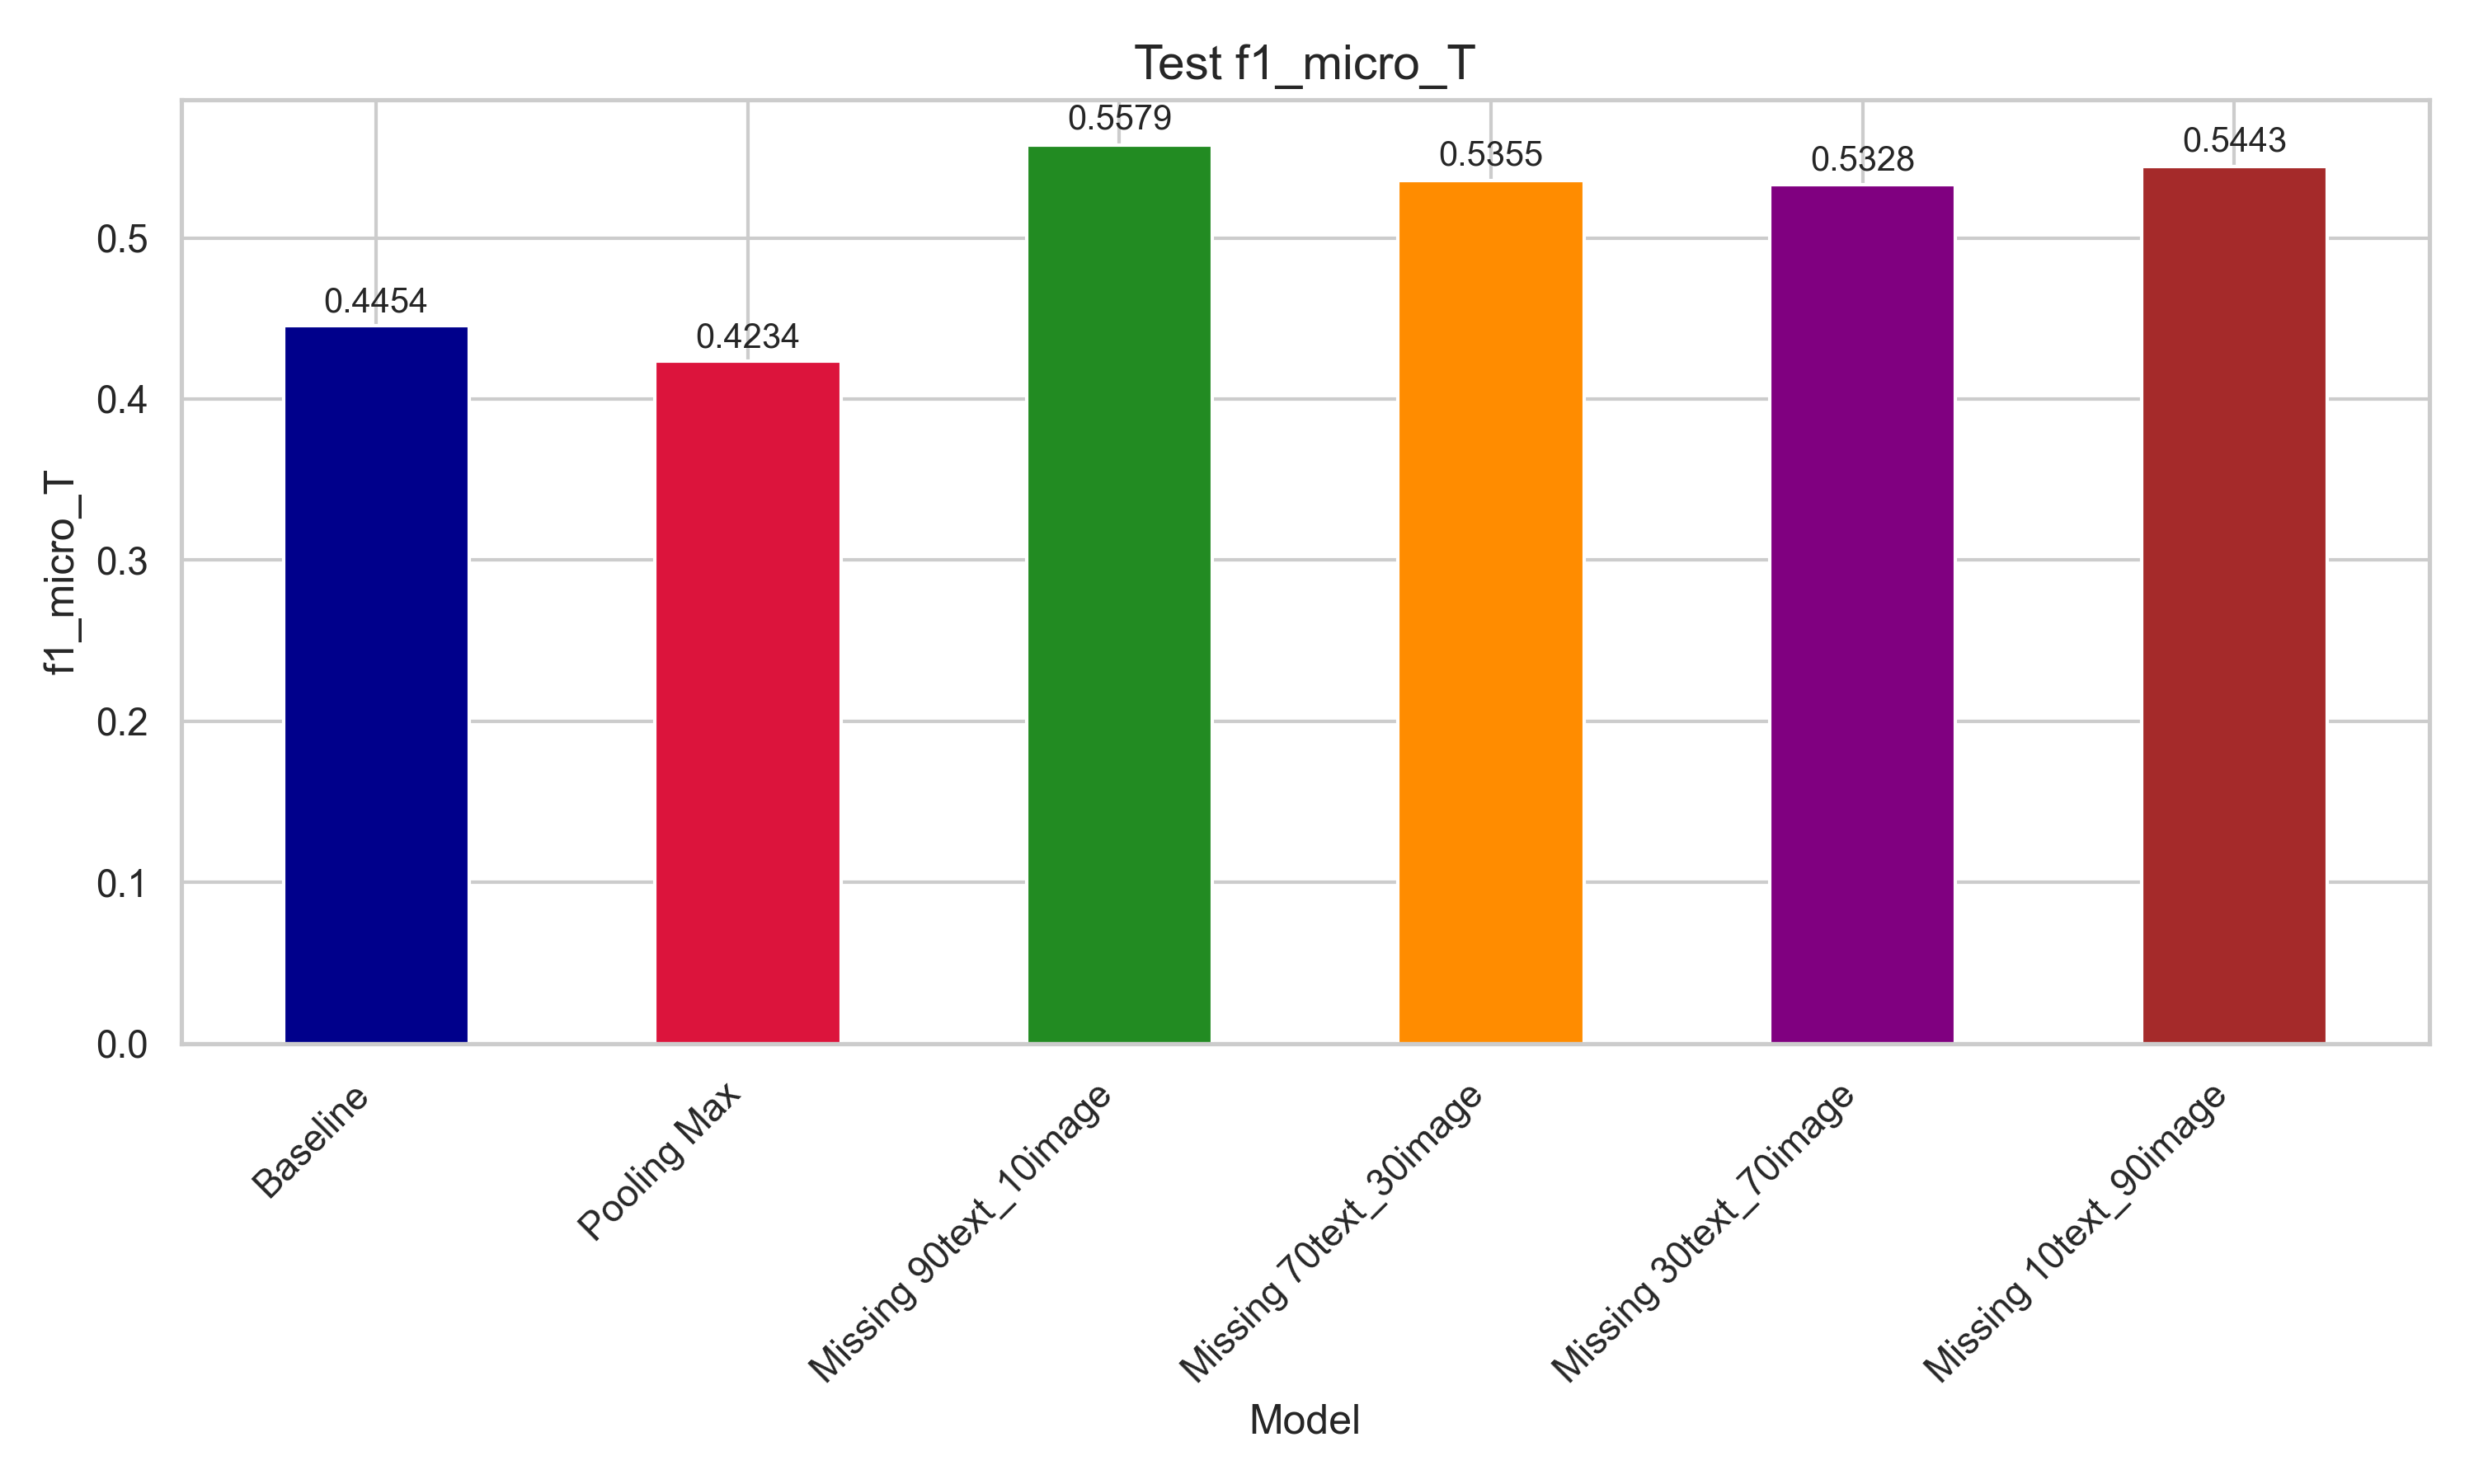 Test f1_micro_T
0.5579
0.5443
0.5355
0.5328
0.4454
0.4234
0.5
0.4
0.3
0.2
0.1
0.0
f1_micro_T
Baseline
Pooling Max
Missing 90text_10image
Missing 70text_30image
Missing 30text_70image
Missing 10text_90image
Model